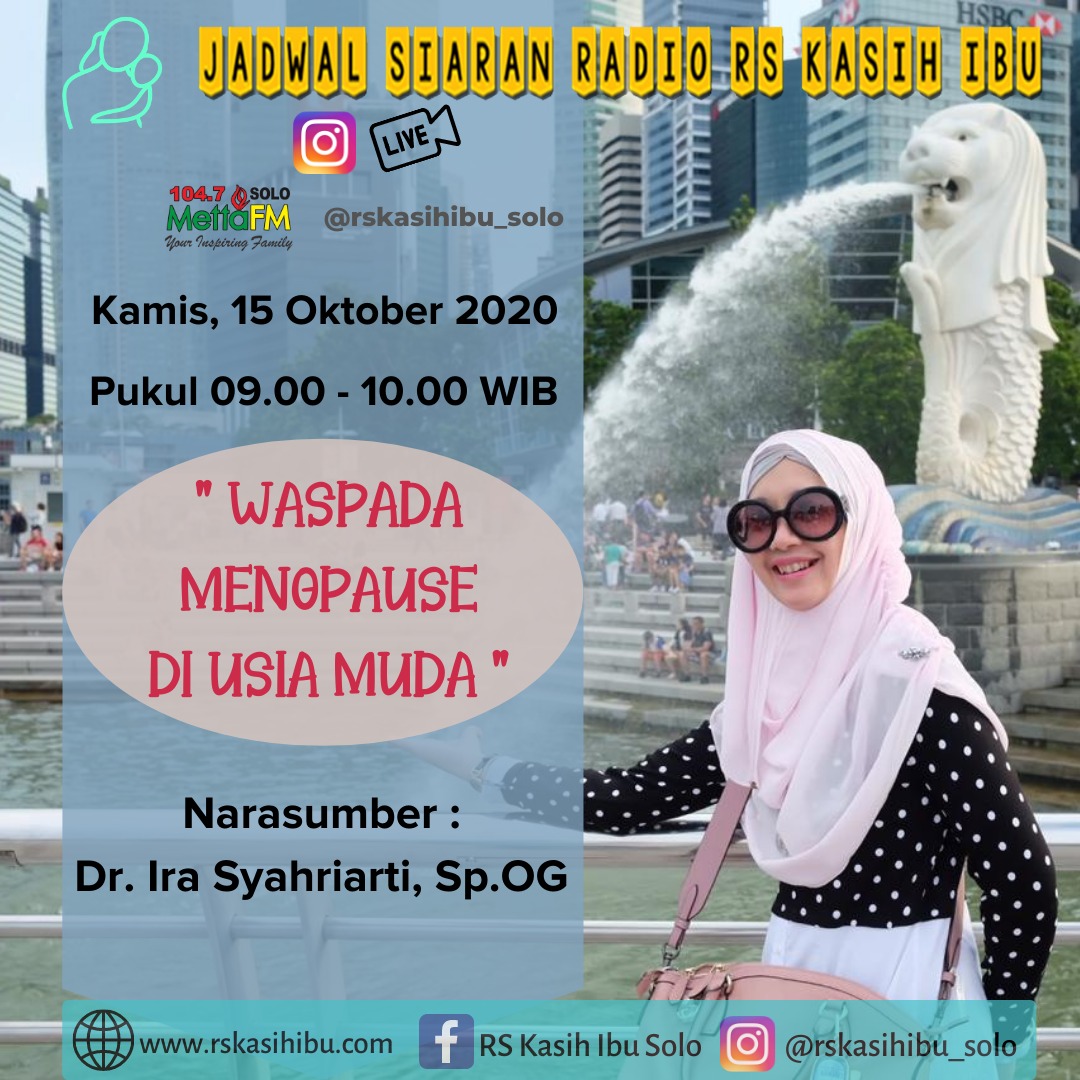 JADWAL SIARAN RADIO RS KASIH IBU
HSBC
LIVE
104.7 SOLO
MettaFM
Your Inspiring Family
@rskasihibu_solo
Kamis, 15 Oktober 2020
Pukul 09.00 - 10.00 WIB
" WASPADA
MENOPAUSE
DI USIA MUDA "
Narasumber :
Dr. Ira Syahriarti, Sp.OG
www.rskasihibu.com
RS Kasih Ibu Solo
@rskasihibu_solo